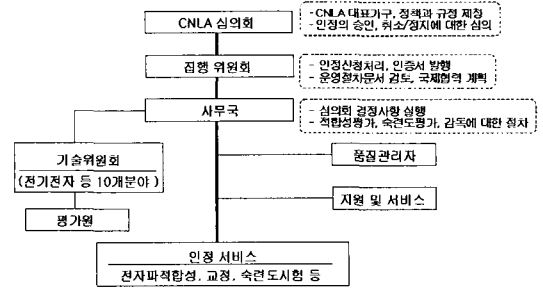 CNLA 심의회
- CNLA 대표기구, 정책과 규정 제정
- 인정의 승인, 취소/정지에 대한 심의
집행 위원회
- 인정신청처리, 인증서 발행
- 운영절차문서 검토, 국제협력 계획
사무국
- 심의회 결정사항 실행
- 적합성평가, 숙련도평가, 감독에 대한 절차
기술위원회
(전기전자 등 10개분야 )
품질관리자
평가원
지원 및 서비스
인정 서비스
전자파적합성, 교정, 숙련도시험 등